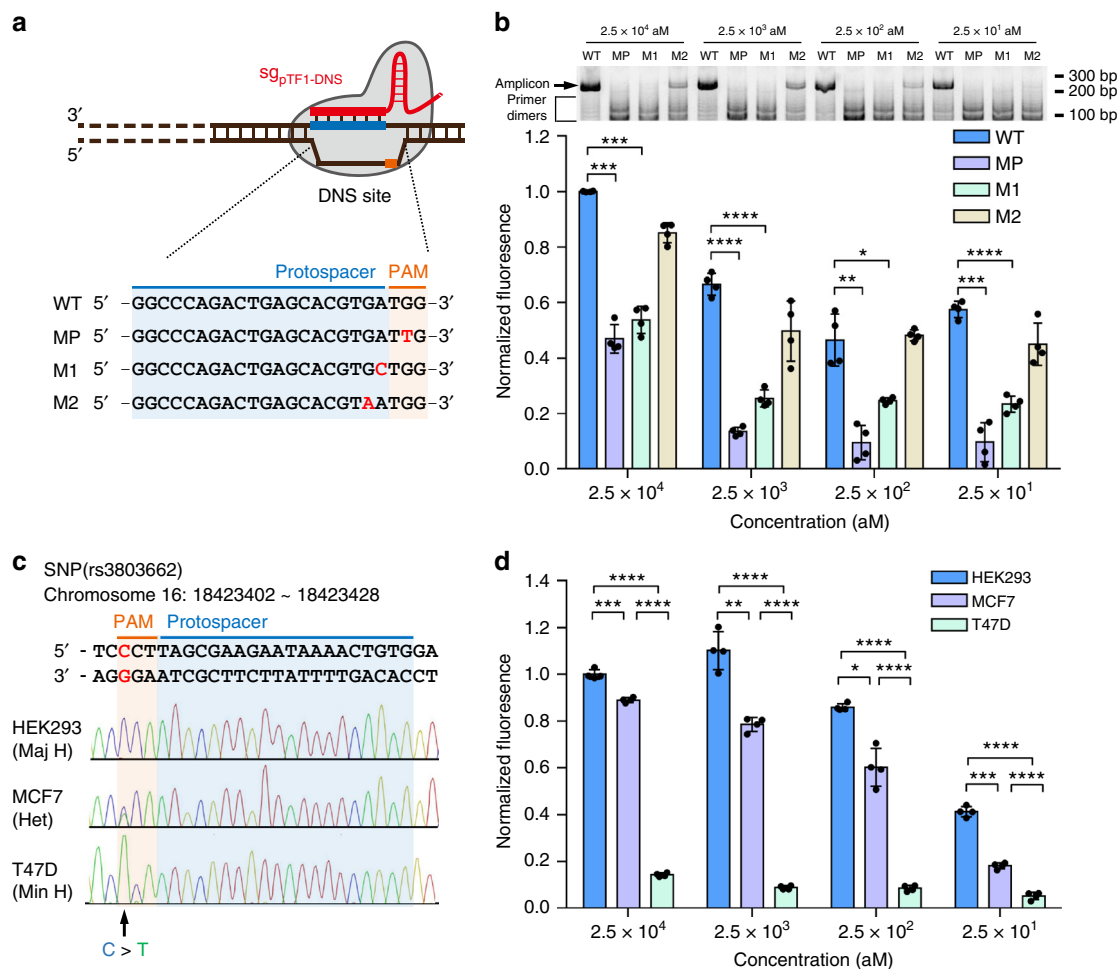 a
sgpTF1-DNS
3′
5′
DNS site
Protospacer PAM
WT 5′ –GGCCCAGACTGAGCACGTGATGG–3′
MP 5′ –GGCCCAGACTGAGCACGTGATTG–3′
M1 5′ –GGCCCAGACTGAGCACGTGCTGG–3′
M2 5′ –GGCCCAGACTGAGCACGTAATGG–3′
b
2.5 × 10⁴ aM 2.5 × 10³ aM 2.5 × 10² aM 2.5 × 10¹ aM
WT MP M1 M2 WT MP M1 M2 WT MP M1 M2 WT MP M1 M2
Amplicon
Primer
dimers
300 bp
200 bp
100 bp
Normalized fluoresence
1.2
1.0
0.8
0.6
0.4
0.2
0.0
WT
MP
M1
M2
*** ***
**** ****
* **
**** ***
2.5 × 10⁴ 2.5 × 10³ 2.5 × 10² 2.5 × 10¹
Concentration (aM)
c
SNP(rs3803662)
Chromosome 16: 18423402 ~ 18423428
PAM Protospacer
5′ - TCCCCTTAGCGAAGAATAAAACTGTGGA
3′ - AGGGGAATCGCTTCTTATTTTGACACCT
HEK293
(Maj H)
MCF7
(Het)
T47D
(Min H)
C > T
d
Normalized fluoresence
1.4
1.2
1.0
0.8
0.6
0.4
0.2
0.0
HEK293
MCF7
T47D
**** *** ****
**** ** ****
**** * ****
**** *** ****
2.5 × 10⁴ 2.5 × 10³ 2.5 × 10² 2.5 × 10¹
Concentration (aM)